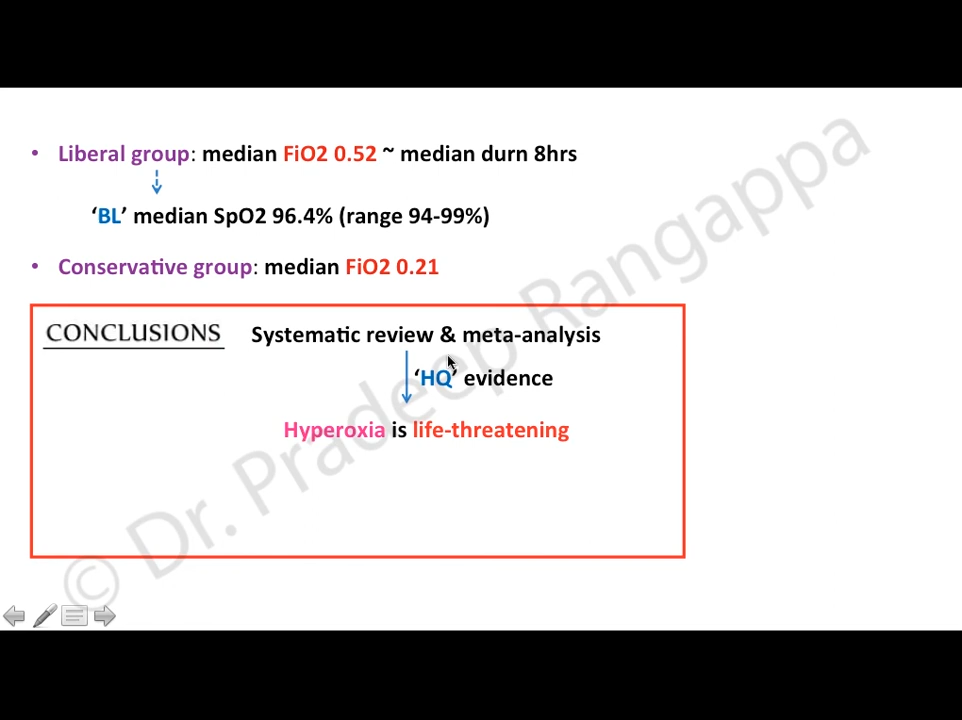 • Liberal group: median FiO2 0.52 ~ median durn 8hrs
‘BL’ median SpO2 96.4% (range 94-99%)
• Conservative group: median FiO2 0.21
CONCLUSIONS Systematic review & meta-analysis
‘HQ’ evidence
Hyperoxia is life-threatening
© Dr. Pradeep Rangappa